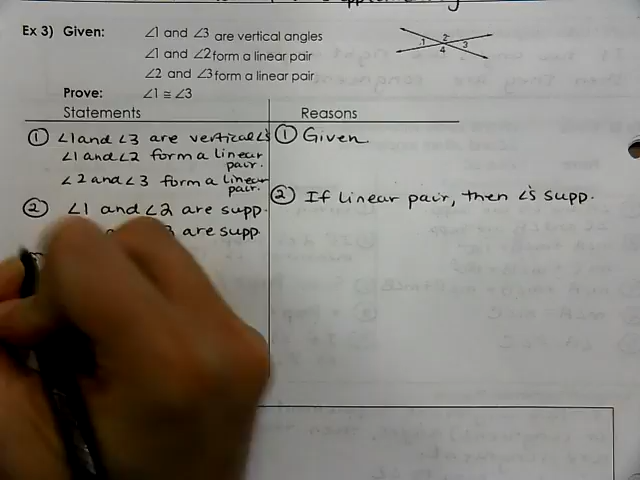 supplementary
Ex 3) Given: ∠1 and ∠3 are vertical angles
∠1 and ∠2 form a linear pair
∠2 and ∠3 form a linear pair
Prove: ∠1 ≅ ∠3
1 2 3 4
Statements Reasons
① ∠1 and ∠3 are vertical ∠s ① Given.
∠1 and ∠2 form a linear
pair.
∠2 and ∠3 form a linear
pair.
② ∠1 and ∠2 are supp. ② If linear pair, then ∠s supp.
are supp